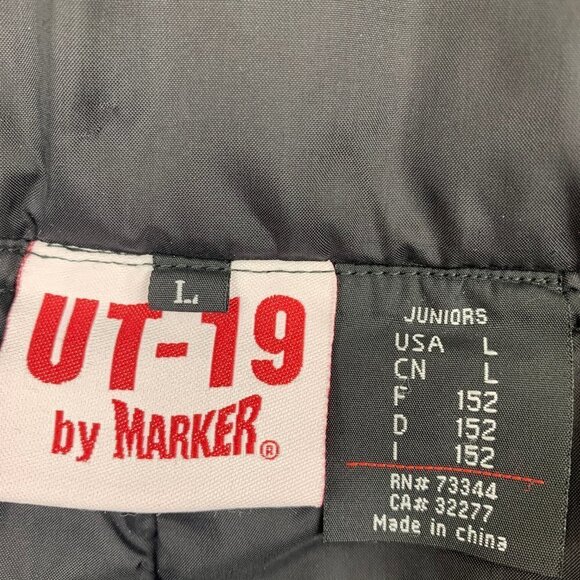 L
UT-19
by MARKER®
JUNIORS
USA L
CN L
F 152
D 152
I 152
RN# 73344
CA# 32277
Made in china